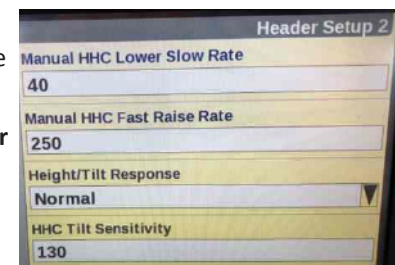 Header Setup 2
e
Manual HHC Lower Slow Rate
40
Manual HHC Fast Raise Rate
r
250
Height/Tilt Response
Normal
HHC Tilt Sensitivity
130